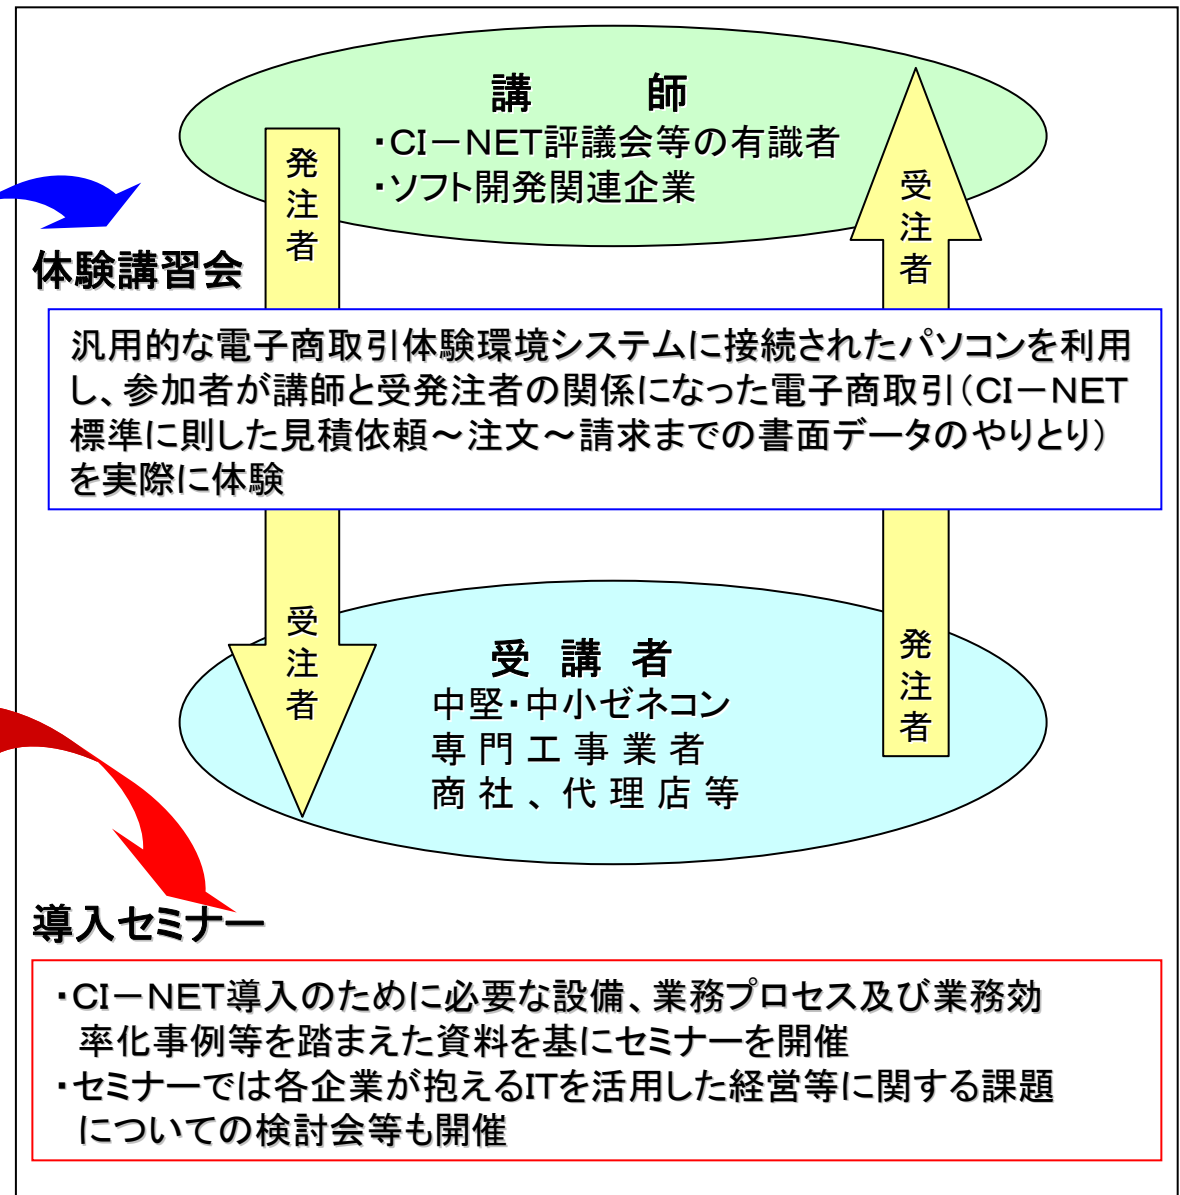 講　師
・CI－NET評議会等の有識者
・ソフト開発関連企業
発注者
受注者
体験講習会
汎用的な電子商取引体験環境システムに接続されたパソコンを利用
し、参加者が講師と受発注者の関係になった電子商取引（CI－NET
標準に則した見積依頼～注文～請求までの書面データのやりとり）
を実際に体験
受注者
発注者
受　講　者
中堅・中小ゼネコン
専門工事業者
商社、代理店等
導入セミナー
・CI－NET導入のために必要な設備、業務プロセス及び業務効
率化事例等を踏まえた資料を基にセミナーを開催
・セミナーでは各企業が抱えるITを活用した経営等に関する課題
についての検討会等も開催